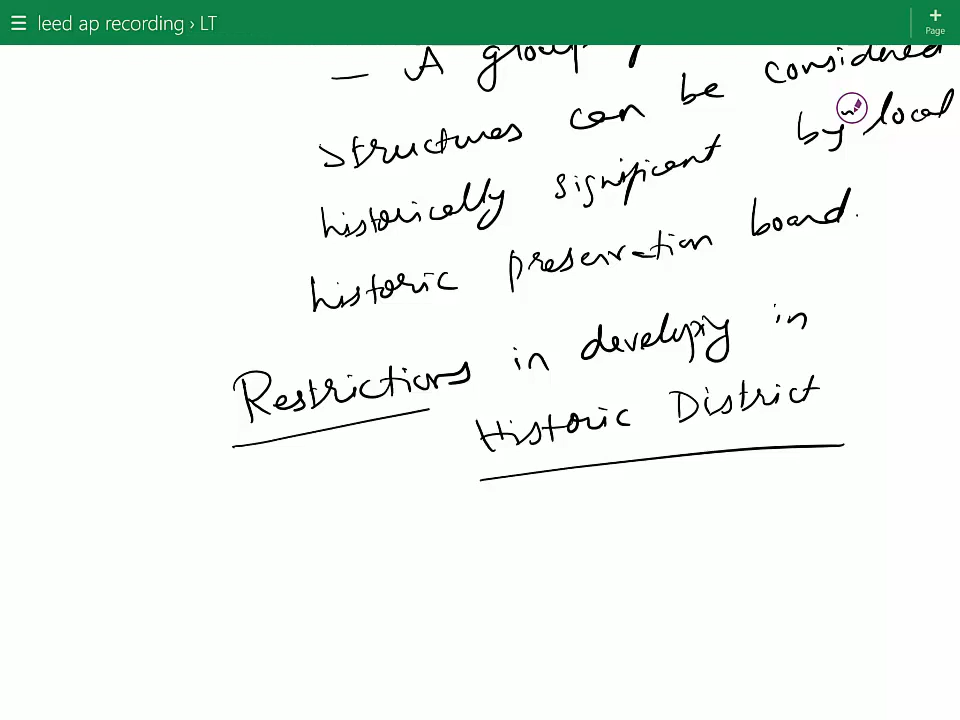 leed ap recording › LT
Page
– A group
structures can be considered
historically significant by local
historic preservation board.
Restrictions in developing in
Historic District